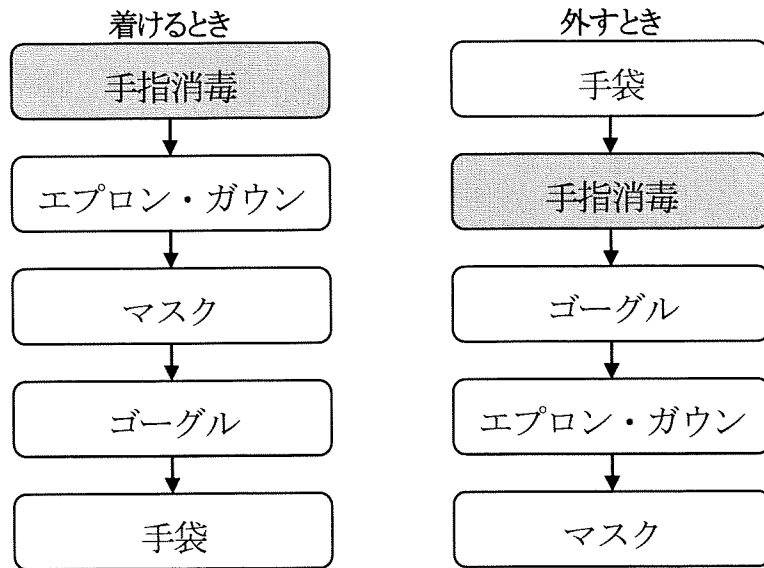 着けるとき
手指消毒
エプロン・ガウン
マスク
ゴーグル
手袋
外すとき
手袋
手指消毒
ゴーグル
エプロン・ガウン
マスク